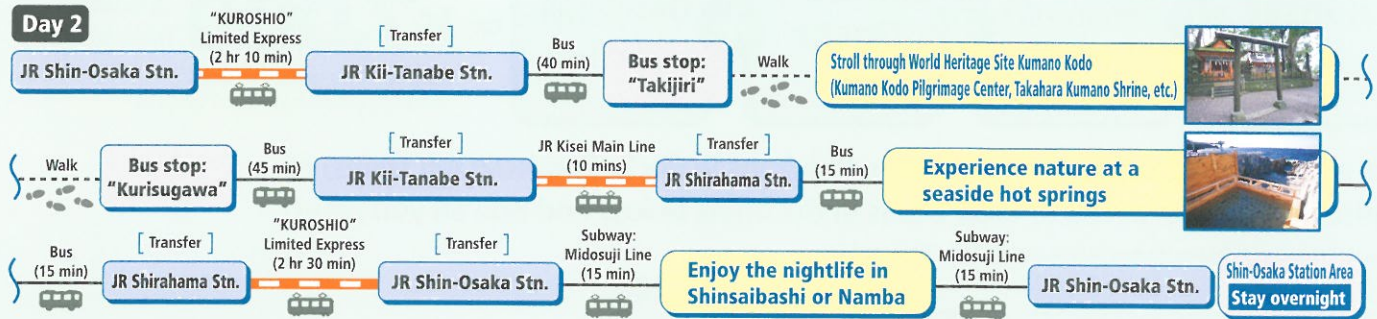 Day 2
JR Shin-Osaka Stn.
"KUROSHIO"
Limited Express
(2 hr 10 min)
[ Transfer ]
JR Kii-Tanabe Stn.
Bus
(40 min)
Bus stop:
"Takijiri"
Walk
Stroll through World Heritage Site Kumano Kodo
(Kumano Kodo Pilgrimage Center, Takahara Kumano Shrine, etc.)
Walk
Bus stop:
"Kurisugawa"
Bus
(45 min)
[ Transfer ]
JR Kii-Tanabe Stn.
JR Kisei Main Line
(10 mins)
[ Transfer ]
JR Shirahama Stn.
Bus
(15 min)
Experience nature at a
seaside hot springs
Bus
(15 min)
[ Transfer ]
JR Shirahama Stn.
"KUROSHIO"
Limited Express
(2 hr 30 min)
[ Transfer ]
JR Shin-Osaka Stn.
Subway:
Midosuji Line
(15 min)
Enjoy the nightlife in
Shinsaibashi or Namba
Subway:
Midosuji Line
(15 min)
JR Shin-Osaka Stn.
Shin-Osaka Station Area
Stay overnight